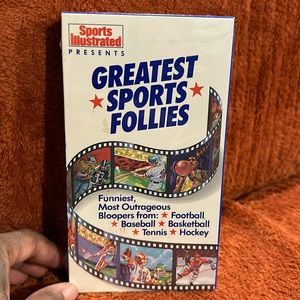 Sports
Illustrated
PRESENTS
GREATEST
★ SPORTS ★
FOLLIES
Funniest,
Most Outrageous
Bloopers from: ★ Football
★ Baseball ★ Basketball
★ Tennis ★ Hockey